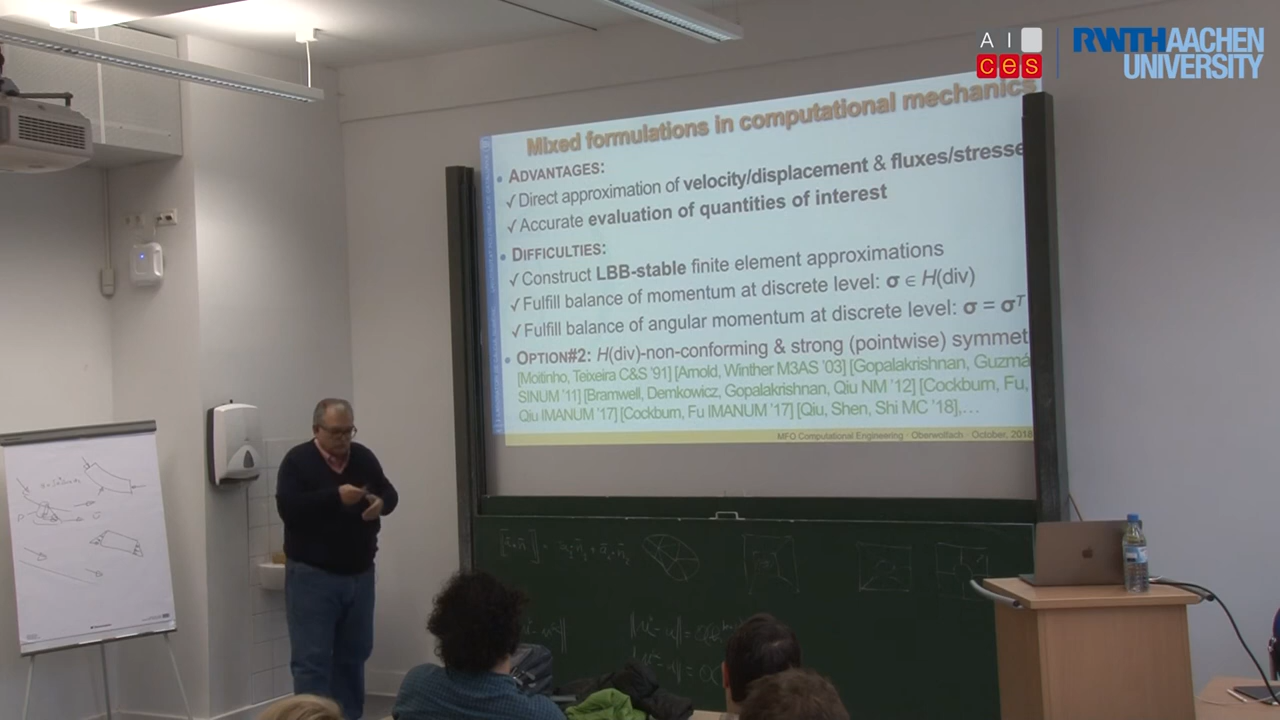 AICES
RWTHAACHEN
UNIVERSITY
Mixed formulations in computational mechanics
• ADVANTAGES:
✓ Direct approximation of velocity/displacement & fluxes/stresse
✓ Accurate evaluation of quantities of interest
• DIFFICULTIES:
✓ Construct LBB-stable finite element approximations
✓ Fulfill balance of momentum at discrete level: σ ∈ H(div)
✓ Fulfill balance of angular momentum at discrete level: σ = σᵀ
• OPTION#2: H(div)-non-conforming & strong (pointwise) symmet
[Moitinho, Teixeira C&S '91] [Arnold, Winther M3AS '03] [Gopalakrishnan, Guzmá
SINUM '11] [Bramwell, Demkowicz, Gopalakrishnan, Qiu NM '12] [Cockburn, Fu,
Qiu IMANUM '17] [Cockburn, Fu IMANUM '17] [Qiu, Shen, Shi MC '18],…
MFO Computational Engineering · Oberwolfach October, 2018